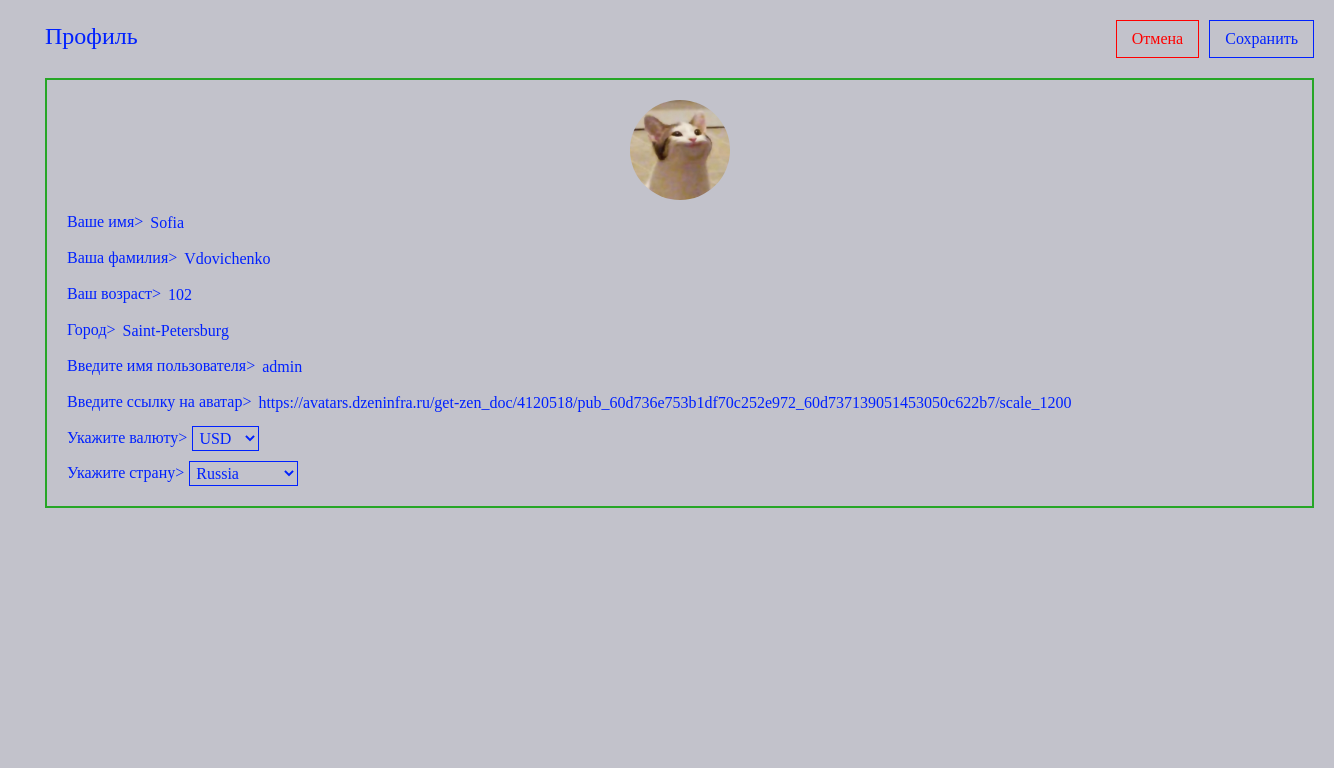 Профиль
Отмена
Сохранить
Ваше имя> Sofia
Ваша фамилия> Vdovichenko
Ваш возраст> 102
Город> Saint-Petersburg
Введите имя пользователя> admin
Введите ссылку на аватар> https://avatars.dzeninfra.ru/get-zen_doc/4120518/pub_60d736e753b1df70c252e972_60d737139051453050c622b7/scale_1200
Укажите валюту> USD
Укажите страну> Russia